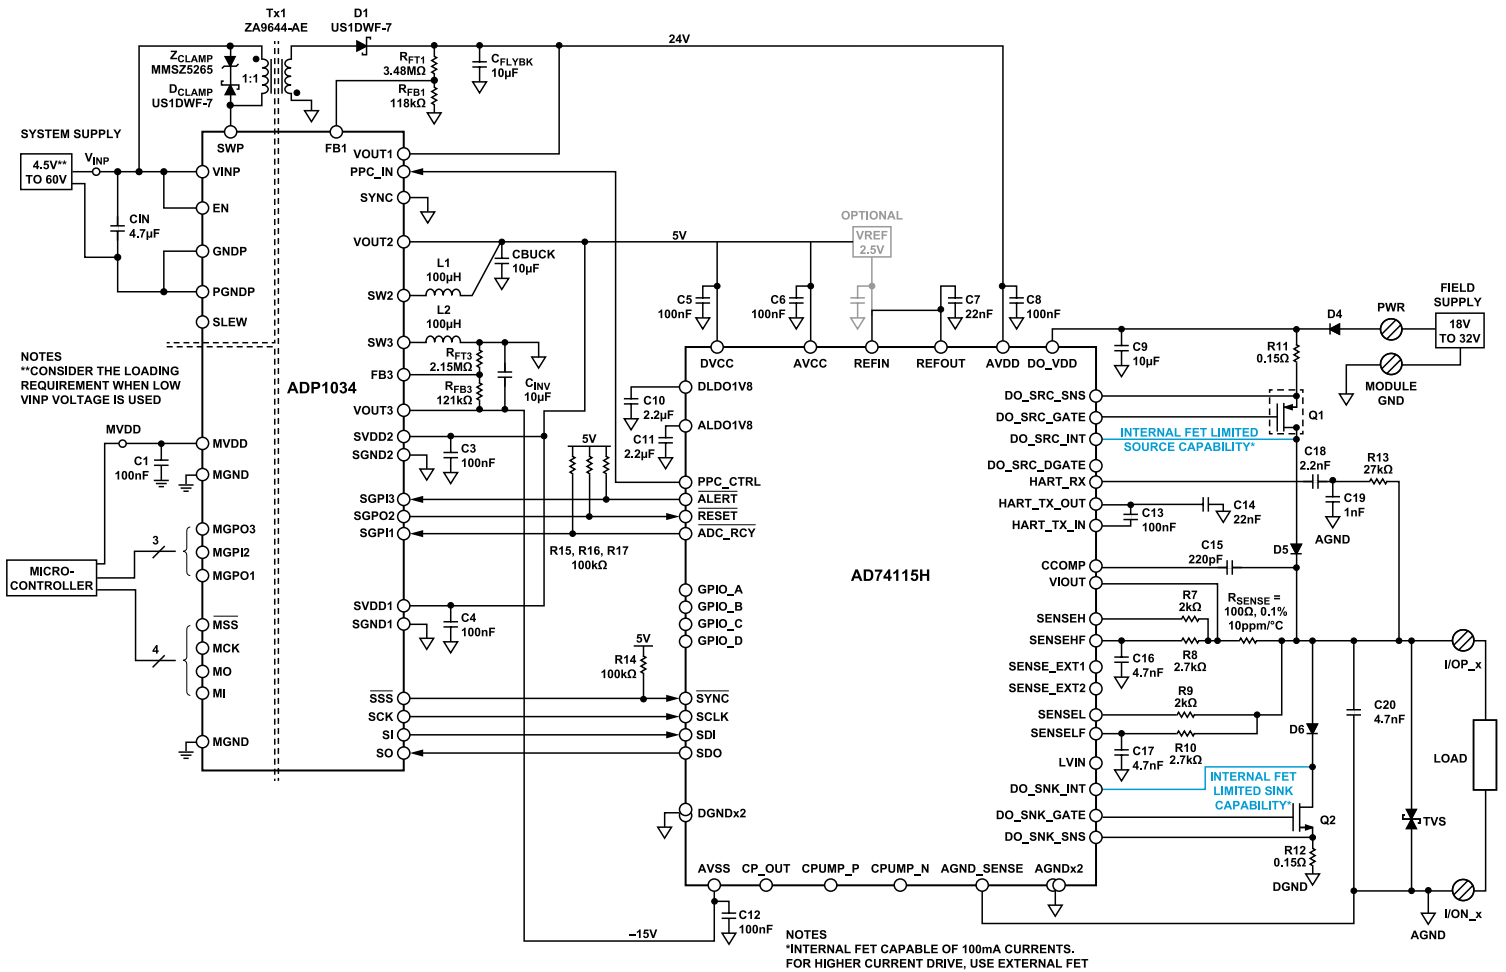 Tx1
ZA9644-AE
D1
US1DWF-7
ZCLAMP
MMSZ5265
DCLAMP
US1DWF-7
1:1
RFT1
3.48MΩ
RFB1
118kΩ
CFLYBK
10µF
24V
SYSTEM SUPPLY
4.5V**
TO 60V
VINP
CIN
4.7µF
SWP
FB1
VINP
EN
GNDP
PGNDP
SLEW
VOUT1
PPC_IN
SYNC
VOUT2
SW2
SW3
FB3
VOUT3
SVDD2
SGND2
SGPI3
SGPO2
SGPI1
SVDD1
SGND1
SSS
SCK
SI
SO
ADP1034
NOTES
**CONSIDER THE LOADING
REQUIREMENT WHEN LOW
VINP VOLTAGE IS USED
MVDD
C1
100nF
MVDD
MGND
MGPO3
MGPI2
MGPO1
MSS
MCK
MO
MI
MGND
3
4
MICRO-
CONTROLLER
L1
100µH
CBUCK
10µF
L2
100µH
RFT3
2.15MΩ
RFB3
121kΩ
CINV
10µF
C3
100nF
C4
100nF
5V
5V
R15, R16, R17
100kΩ
5V
R14
100kΩ
–15V
OPTIONAL
VREF
2.5V
C5
100nF
C6
100nF
C7
22nF
C8
100nF
C9
10µF
C10
2.2µF
C11
2.2µF
C12
100nF
DVCC
AVCC
REFIN
REFOUT
AVDD
DO_VDD
DLDO1V8
ALDO1V8
PPC_CTRL
ALERT
RESET
ADC_RCY
GPIO_A
GPIO_B
GPIO_C
GPIO_D
SYNC
SCLK
SDI
SDO
DGNDx2
AD74115H
AVSS
CP_OUT
CPUMP_P
CPUMP_N
AGND_SENSE
AGNDx2
DO_SRC_SNS
DO_SRC_GATE
DO_SRC_INT
DO_SRC_DGATE
HART_RX
HART_TX_OUT
HART_TX_IN
CCOMP
VIOUT
SENSEH
SENSEHF
SENSE_EXT1
SENSE_EXT2
SENSEL
SENSELF
LVIN
DO_SNK_INT
DO_SNK_GATE
DO_SNK_SNS
INTERNAL FET LIMITED
SOURCE CAPABILITY*
D4
PWR
FIELD
SUPPLY
18V
TO 32V
MODULE
GND
R11
0.15Ω
Q1
C18
2.2nF
R13
27kΩ
C19
1nF
AGND
C13
100nF
C14
22nF
C15
220pF
D5
R7
2kΩ
RSENSE =
100Ω, 0.1%
10ppm/°C
R8
2.7kΩ
C16
4.7nF
R9
2kΩ
R10
2.7kΩ
C17
4.7nF
D6
C20
4.7nF
INTERNAL FET
LIMITED SINK
CAPABILITY*
Q2
R12
0.15Ω
DGND
TVS
I/OP_x
LOAD
I/ON_x
AGND
NOTES
*INTERNAL FET CAPABLE OF 100mA CURRENTS.
FOR HIGHER CURRENT DRIVE, USE EXTERNAL FET